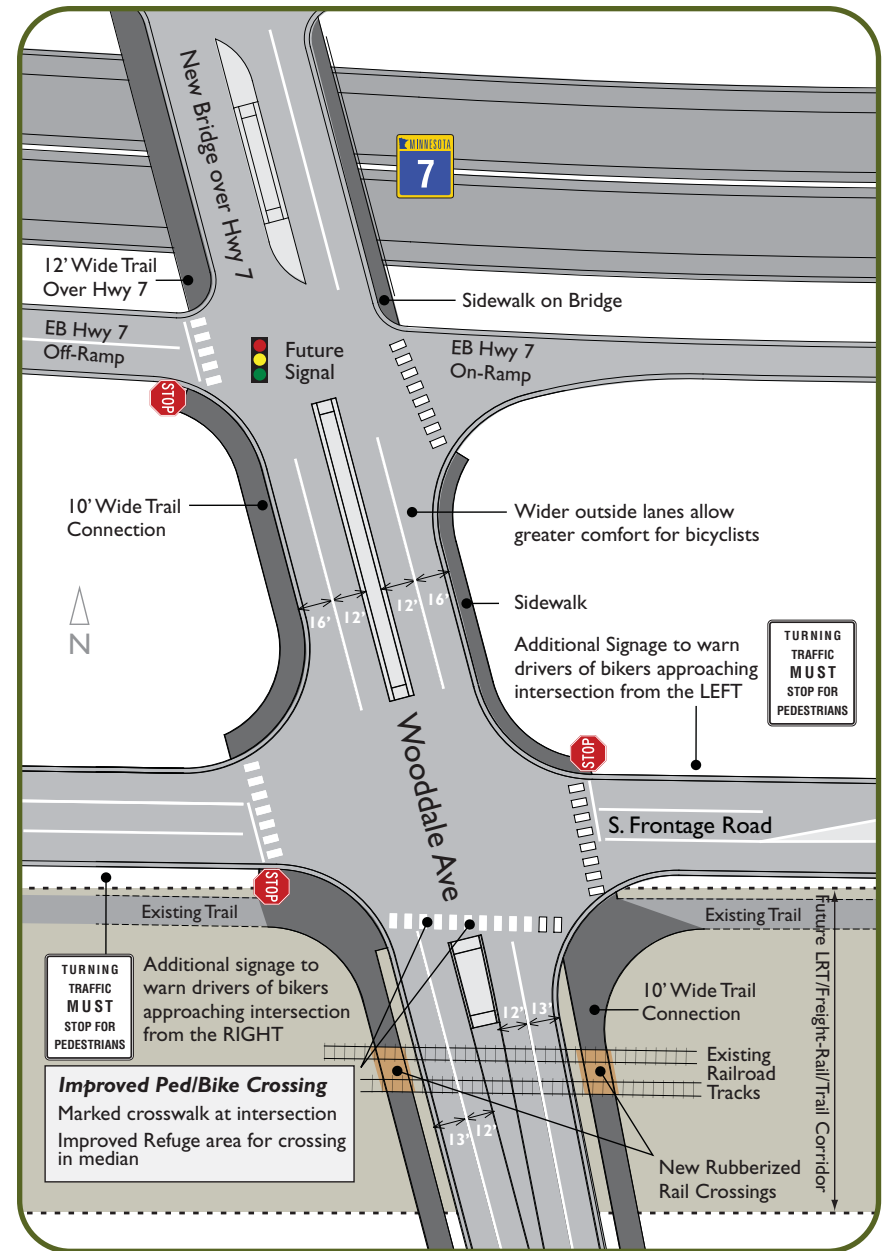 New Bridge over Hwy 7
MINNESOTA
7
12' Wide Trail
Over Hwy 7
Sidewalk on Bridge
EB Hwy 7
Off-Ramp
Future
Signal
EB Hwy 7
On-Ramp
STOP
10' Wide Trail
Connection
Wider outside lanes allow
greater comfort for bicyclists
N
16' 12' 12' 16'
Sidewalk
Additional Signage to warn
drivers of bikers approaching
intersection from the LEFT
TURNING
TRAFFIC
MUST
STOP FOR
PEDESTRIANS
Wooddale Ave
STOP
S. Frontage Road
STOP
Existing Trail
Existing Trail
Future LRT/Freight-Rail/Trail Corridor
TURNING
TRAFFIC
MUST
STOP FOR
PEDESTRIANS
Additional signage to
warn drivers of bikers
approaching intersection
from the RIGHT
12' 13'
10' Wide Trail
Connection
Existing
Railroad
Tracks
Improved Ped/Bike Crossing
Marked crosswalk at intersection
Improved Refuge area for crossing
in median
13' 12'
New Rubberized
Rail Crossings